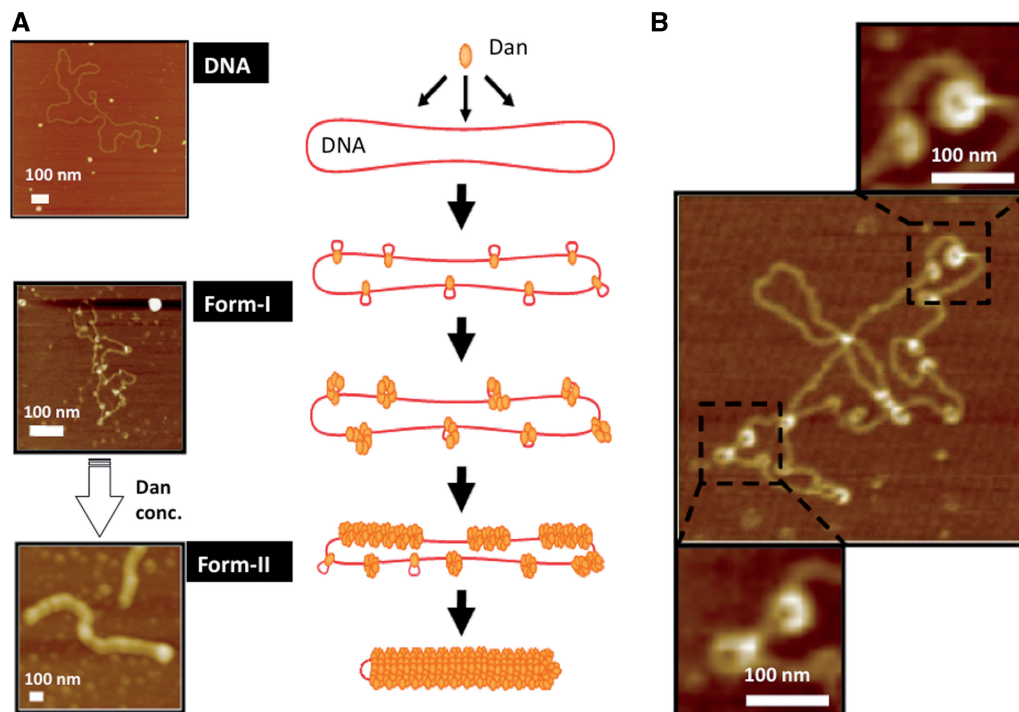 A
DNA
100 nm
Dan
DNA
Form-I
100 nm
Dan
conc.
Form-II
100 nm
B
100 nm
100 nm